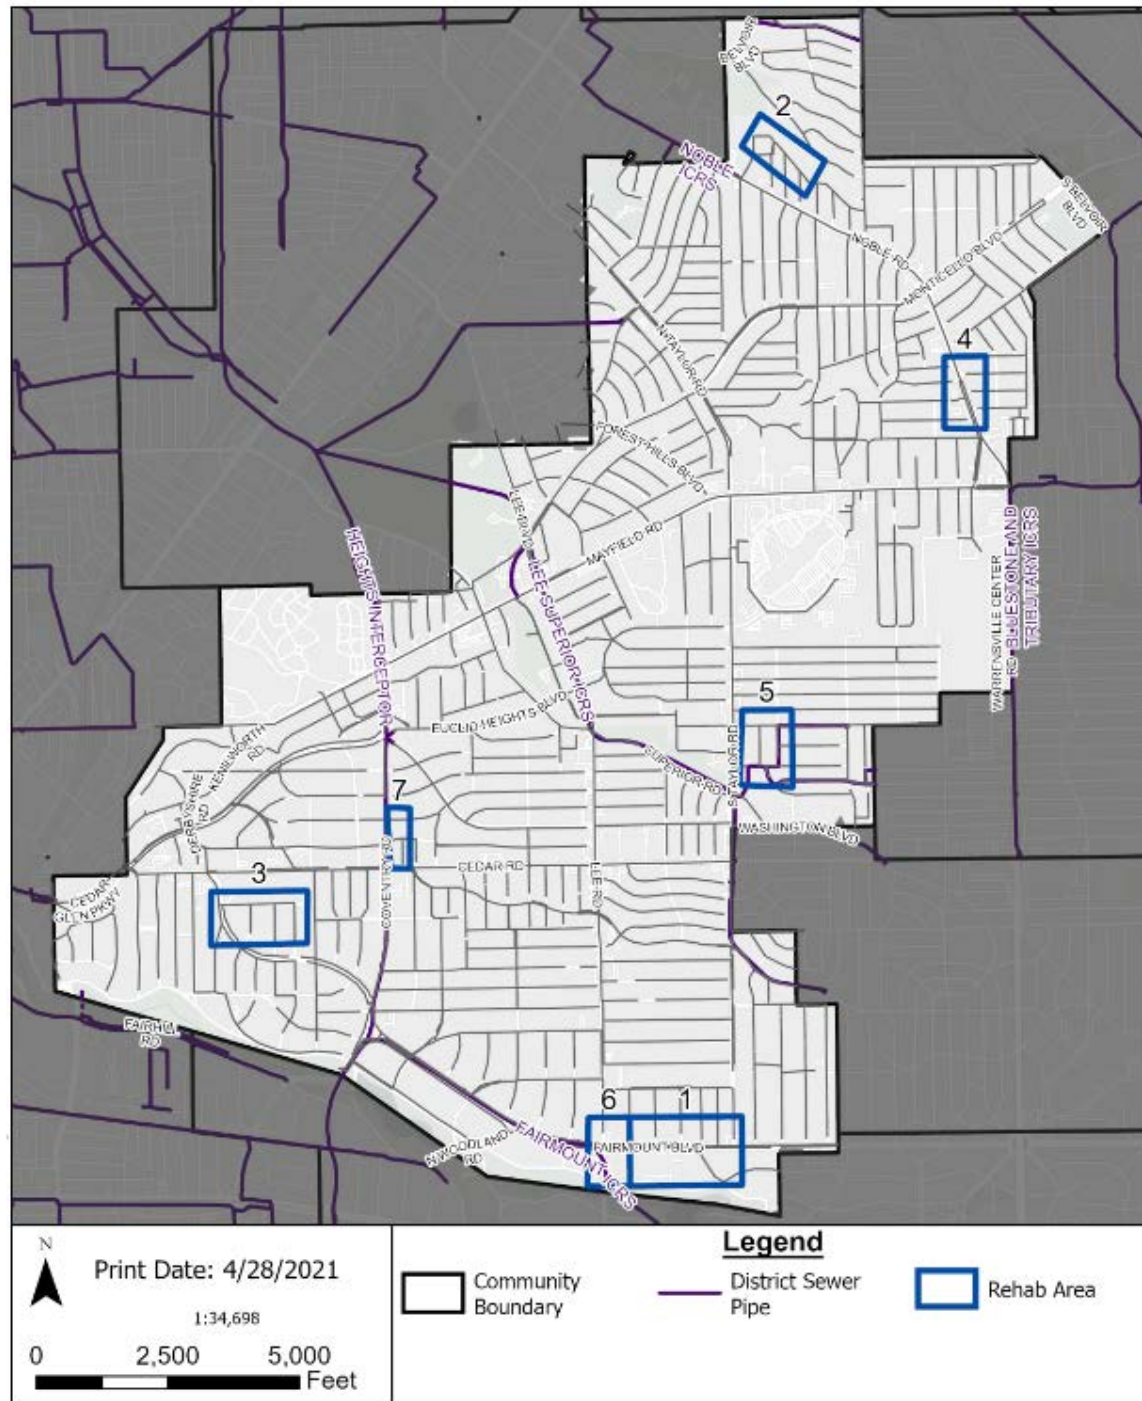 BELVOIR
BLVD
2
NOBLE
ICRS
S BELVOIR
BLVD
NOBLE RD
MONTICELLO BLVD
N TAYLOR RD
4
FOREST HILLS BLVD
LEE BLVD
MAYFIELD RD
HEIGHTS INTERCEPTOR
LEE-SUPERIOR ICRS
WARRENSVILLE CENTER
RD
BLUESTONE AND
TRIBUTARY ICRS
EUCLID HEIGHTS BLVD
5
KENILWORTH
RD
DERBYSHIRE
RD
SUPERIOR RD
S TAYLOR RD
7
WASHINGTON BLVD
COVENTRY RD
CEDAR RD
LEE RD
3
CEDAR
GLEN PKWY
FAIRHILL
RD
6
1
N WOODLAND
RD
FAIRMOUNT BLVD
FAIRMOUNT ICRS
N
Print Date: 4/28/2021
1:34,698
0 2,500 5,000
Feet
Legend
Community
Boundary
District Sewer
Pipe
Rehab Area